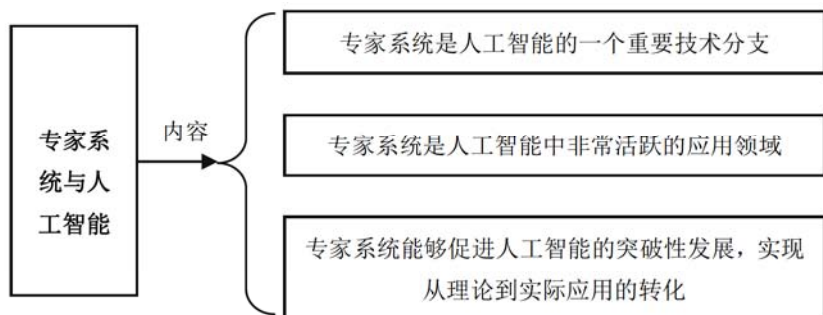 专家系
统与人
工智能
内容
专家系统是人工智能的一个重要技术分支
专家系统是人工智能中非常活跃的应用领域
专家系统能够促进人工智能的突破性发展，实现
从理论到实际应用的转化